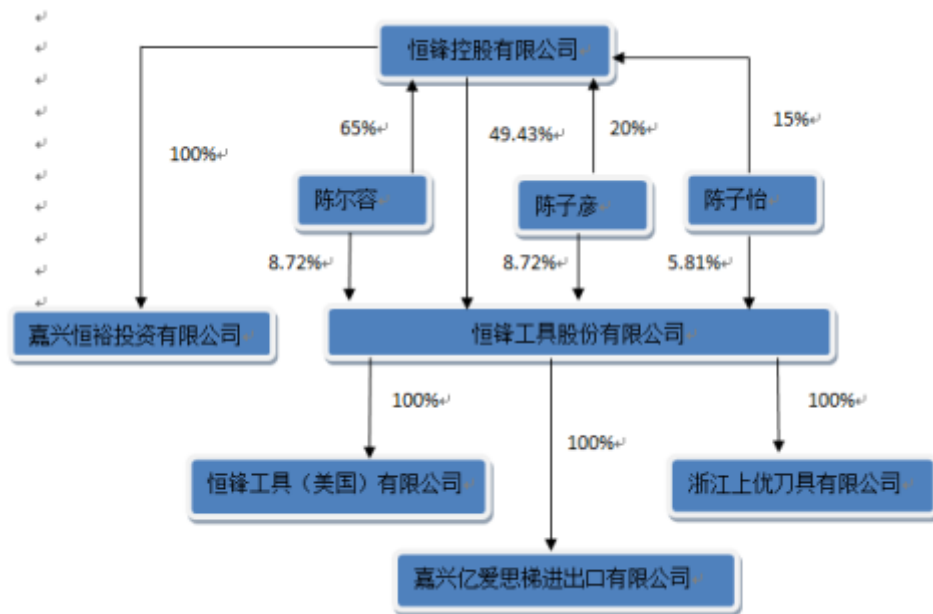 恒锋控股有限公司
65%
49.43%
20%
15%
100%
陈尔容
陈子彦
陈子怡
8.72%
8.72%
5.81%
嘉兴恒裕投资有限公司
恒锋工具股份有限公司
100%
100%
100%
恒锋工具（美国）有限公司
浙江上优刀具有限公司
嘉兴亿爱思梯进出口有限公司